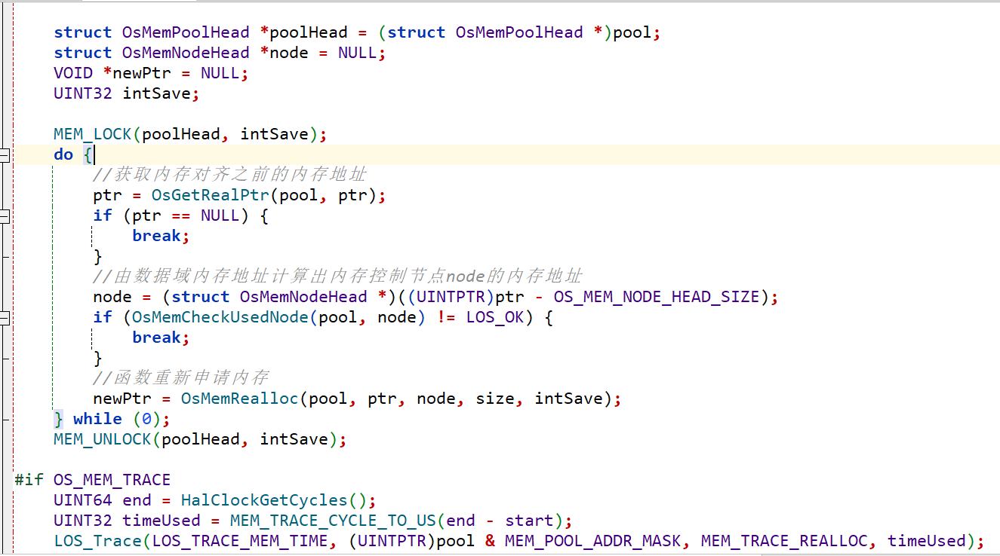 struct OsMemPoolHead *poolHead = (struct OsMemPoolHead *)pool;
struct OsMemNodeHead *node = NULL;
VOID *newPtr = NULL;
UINT32 intSave;
MEM_LOCK(poolHead, intSave);
do {
//获取内存对齐之前的内存地址
ptr = OsGetRealPtr(pool, ptr);
if (ptr == NULL) {
break;
}
//由数据域内存地址计算出内存控制节点node的内存地址
node = (struct OsMemNodeHead *)((UINTPTR)ptr - OS_MEM_NODE_HEAD_SIZE);
if (OsMemCheckUsedNode(pool, node) != LOS_OK) {
break;
}
//函数重新申请内存
newPtr = OsMemRealloc(pool, ptr, node, size, intSave);
} while (0);
MEM_UNLOCK(poolHead, intSave);
#if OS_MEM_TRACE
UINT64 end = HalClockGetCycles();
UINT32 timeUsed = MEM_TRACE_CYCLE_TO_US(end - start);
LOS_Trace(LOS_TRACE_MEM_TIME, (UINTPTR)pool & MEM_POOL_ADDR_MASK, MEM_TRACE_REALLOC, timeUsed);